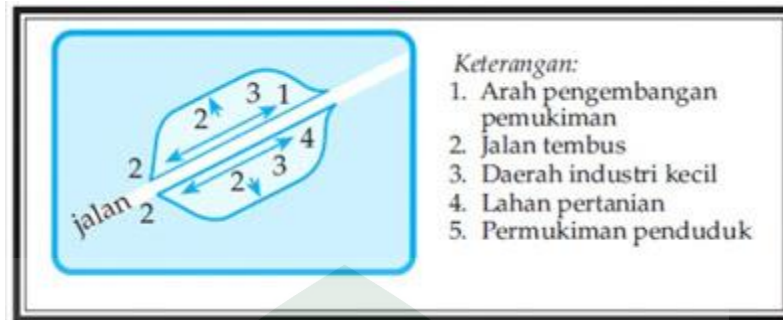 Keterangan:
1. Arah pengembangan
pemukiman
2. Jalan tembus
3. Daerah industri kecil
4. Lahan pertanian
5. Permukiman penduduk
3 1
2
4
2
3
2
jalan 2